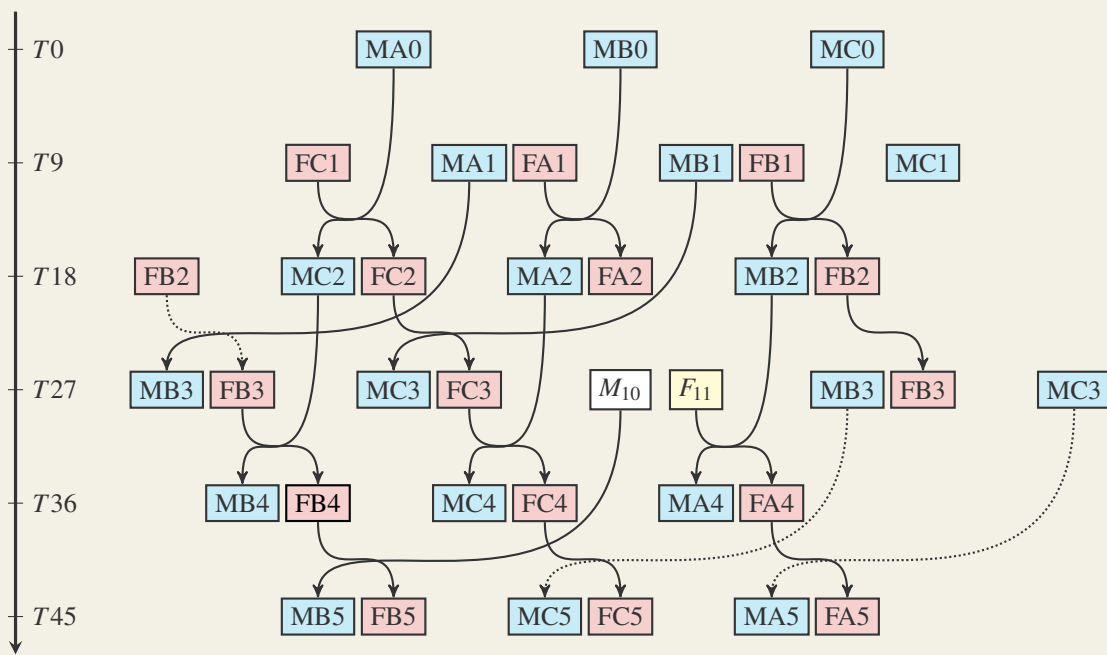 T0 MA0 MB0 MC0
T9 FC1 MA1 FA1 MB1 FB1 MC1
T18 FB2 MC2 FC2 MA2 FA2 MB2 FB2
T27 MB3 FB3 MC3 FC3 M₁₀ F₁₁ MB3 FB3 MC3
T36 MB4 FB4 MC4 FC4 MA4 FA4
T45 MB5 FB5 MC5 FC5 MA5 FA5